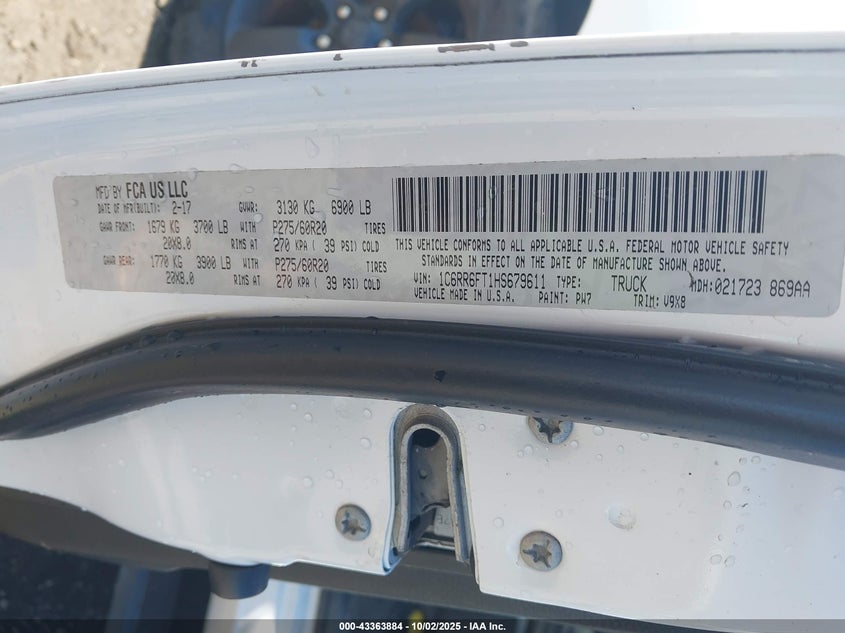 MFD BY FCA US LLC
DATE OF MFR(BUILT): 2-17 GVWR: 3130 KG 6900 LB
GAWR FRONT: 1679 KG 3700 LB WITH P275/60R20 TIRES
20X8.0 RIMS AT 270 KPA ( 39 PSI) COLD
GAWR REAR: 1770 KG 3900 LB WITH P275/60R20 TIRES
20X8.0 RIMS AT 270 KPA ( 39 PSI) COLD
THIS VEHICLE CONFORMS TO ALL APPLICABLE U.S.A. FEDERAL MOTOR VEHICLE SAFETY
STANDARDS IN EFFECT ON THE DATE OF MANUFACTURE SHOWN ABOVE.
VIN: 1C6RR6FT1HS679611 TYPE: TRUCK MDH:021723 869AA
VEHICLE MADE IN U.S.A. PAINT: PW7 TRIM: V9X8
000-43363884 | 10/02/2025 | IAA Inc.